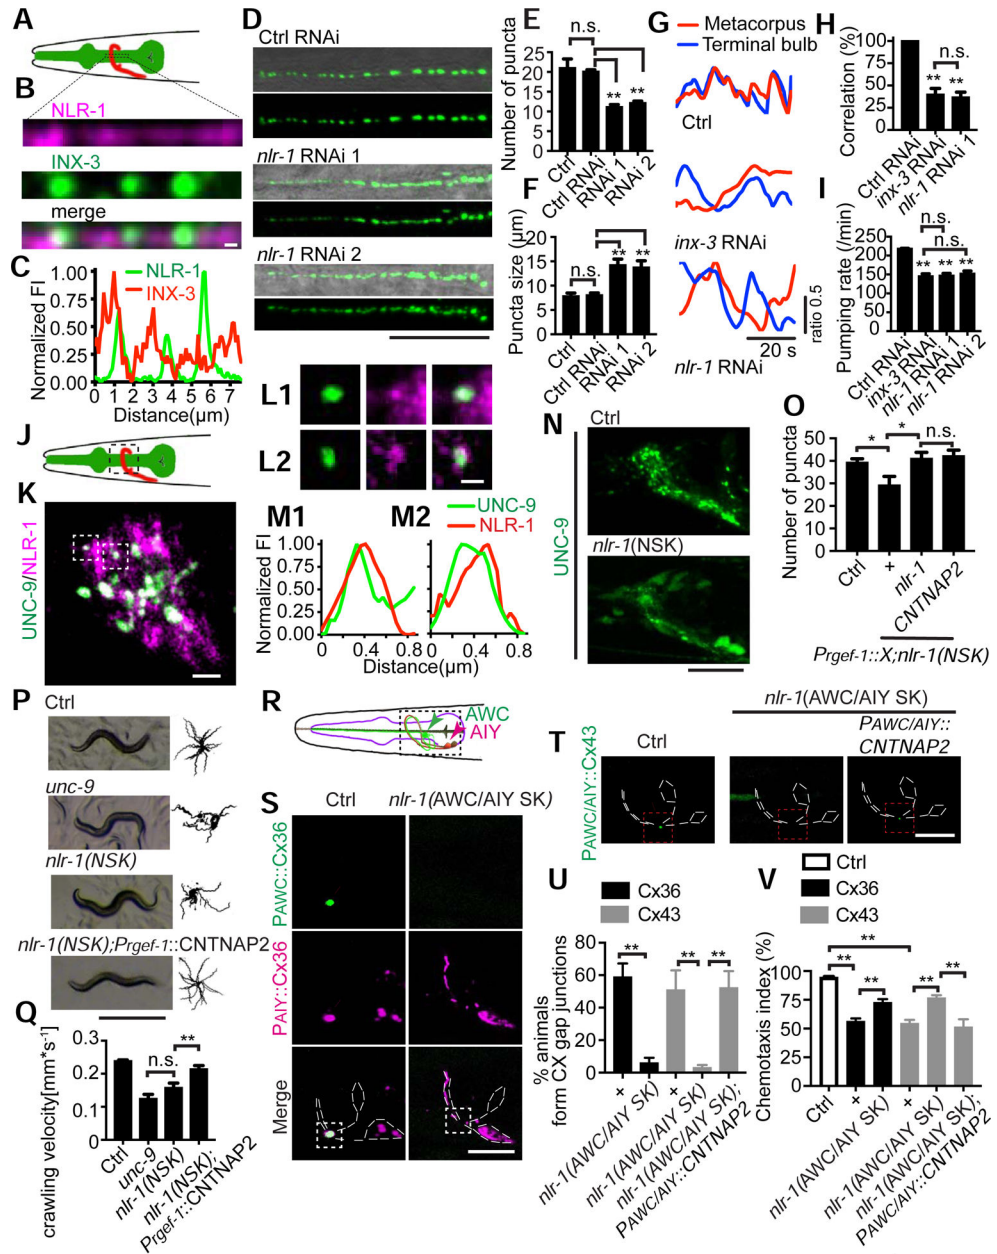 A
B
NLR-1
INX-3
merge
C
Normalized FI
1.00
0.75
0.50
0.25
0.00
NLR-1
INX-3
0 1 2 3 4 5 6 7
Distance(µm)
D
Ctrl RNAi
nlr-1 RNAi 1
nlr-1 RNAi 2
E
Number of puncta
25
20
15
10
5
0
n.s.
** **
Ctrl
Ctrl RNAi
RNAi 1
RNAi 2
F
Puncta size (µm)
20
15
10
5
0
n.s.
** **
Ctrl
Ctrl RNAi
RNAi 1
RNAi 2
G
Metacorpus
Terminal bulb
Ctrl
inx-3 RNAi
nlr-1 RNAi
20 s
ratio 0.5
H
Correlation (%)
100
75
50
25
0
n.s.
** **
Ctrl RNAi
inx-3 RNAi
nlr-1 RNAi 1
I
Pumping rate (/min)
250
200
150
100
50
0
n.s.
n.s.
** ** **
Ctrl RNAi
inx-3 RNAi
nlr-1 RNAi 1
nlr-1 RNAi 2
J
K
UNC-9/NLR-1
L1
L2
M1
M2
UNC-9
NLR-1
Normalized FI
1.00
0.75
0.50
0.25
0.00
0 0.4 0.8
0 0.4 0.8
Distance(µm)
N
Ctrl
nlr-1(NSK)
UNC-9
O
Number of puncta
50
40
30
20
10
0
* * n.s.
Ctrl
+
nlr-1
CNTNAP2
Prgef-1::X;nlr-1(NSK)
P
Ctrl
unc-9
nlr-1(NSK)
nlr-1(NSK);Prgef-1::CNTNAP2
Q
crawling velocity[mm*s-1]
0.3
0.2
0.1
0
n.s.
**
Ctrl
unc-9
nlr-1(NSK)
nlr-1(NSK);
Prgef-1::CNTNAP2
R
AWC
AIY
S
Ctrl
nlr-1(AWC/AIY SK)
PAWC::Cx36
PAIY::Cx36
Merge
T
nlr-1(AWC/AIY SK)
PAWC/AIY::
CNTNAP2
Ctrl
PAWC/AIY::Cx43
U
Cx36
Cx43
% animals
form CX gap junctions
80
60
40
20
0
** ** **
+
nlr-1(AWC/AIY SK)
+
nlr-1(AWC/AIY SK)
nlr-1(AWC/AIY SK);
PAWC/AIY::CNTNAP2
V
Ctrl
Cx36
Cx43
Chemotaxis index (%)
100
75
50
25
0
**
** ** ** **
Ctrl
+
nlr-1(AWC/AIY SK)
+
nlr-1(AWC/AIY SK)
nlr-1(AWC/AIY SK);
PAWC/AIY::CNTNAP2